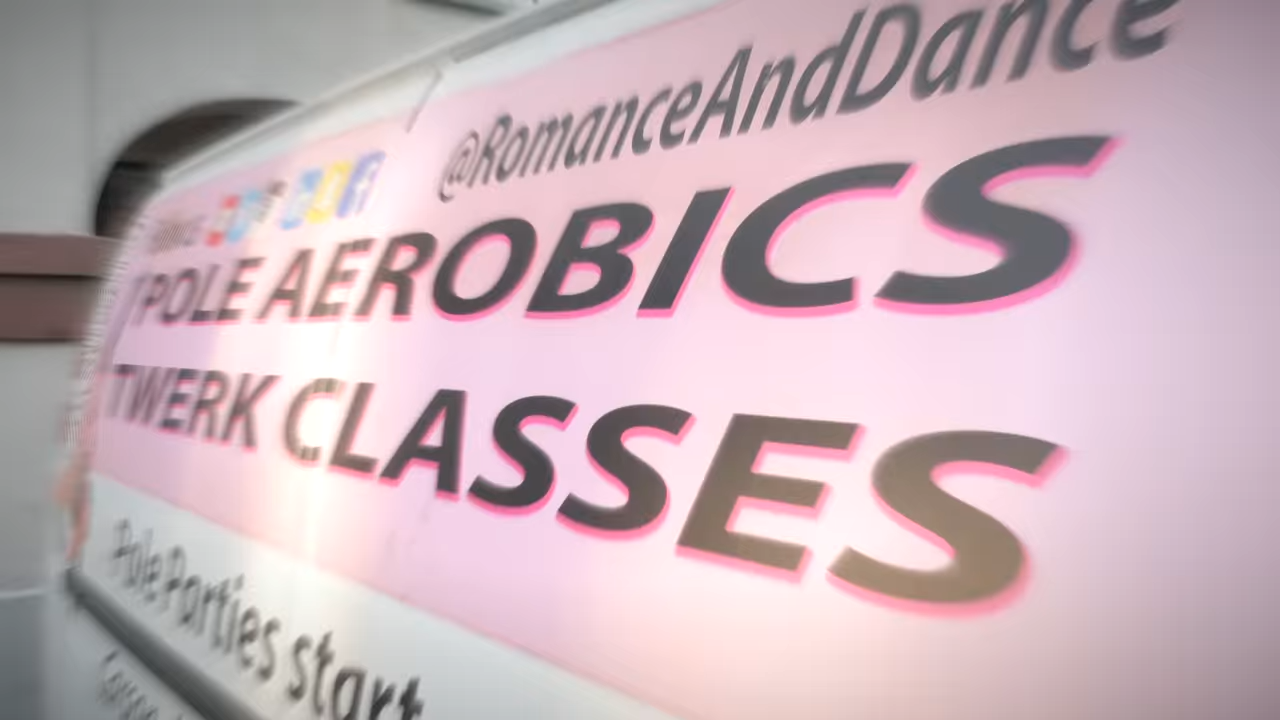 @RomanceAndDance
POLE AEROBICS
TWERK CLASSES
Pole Parties start